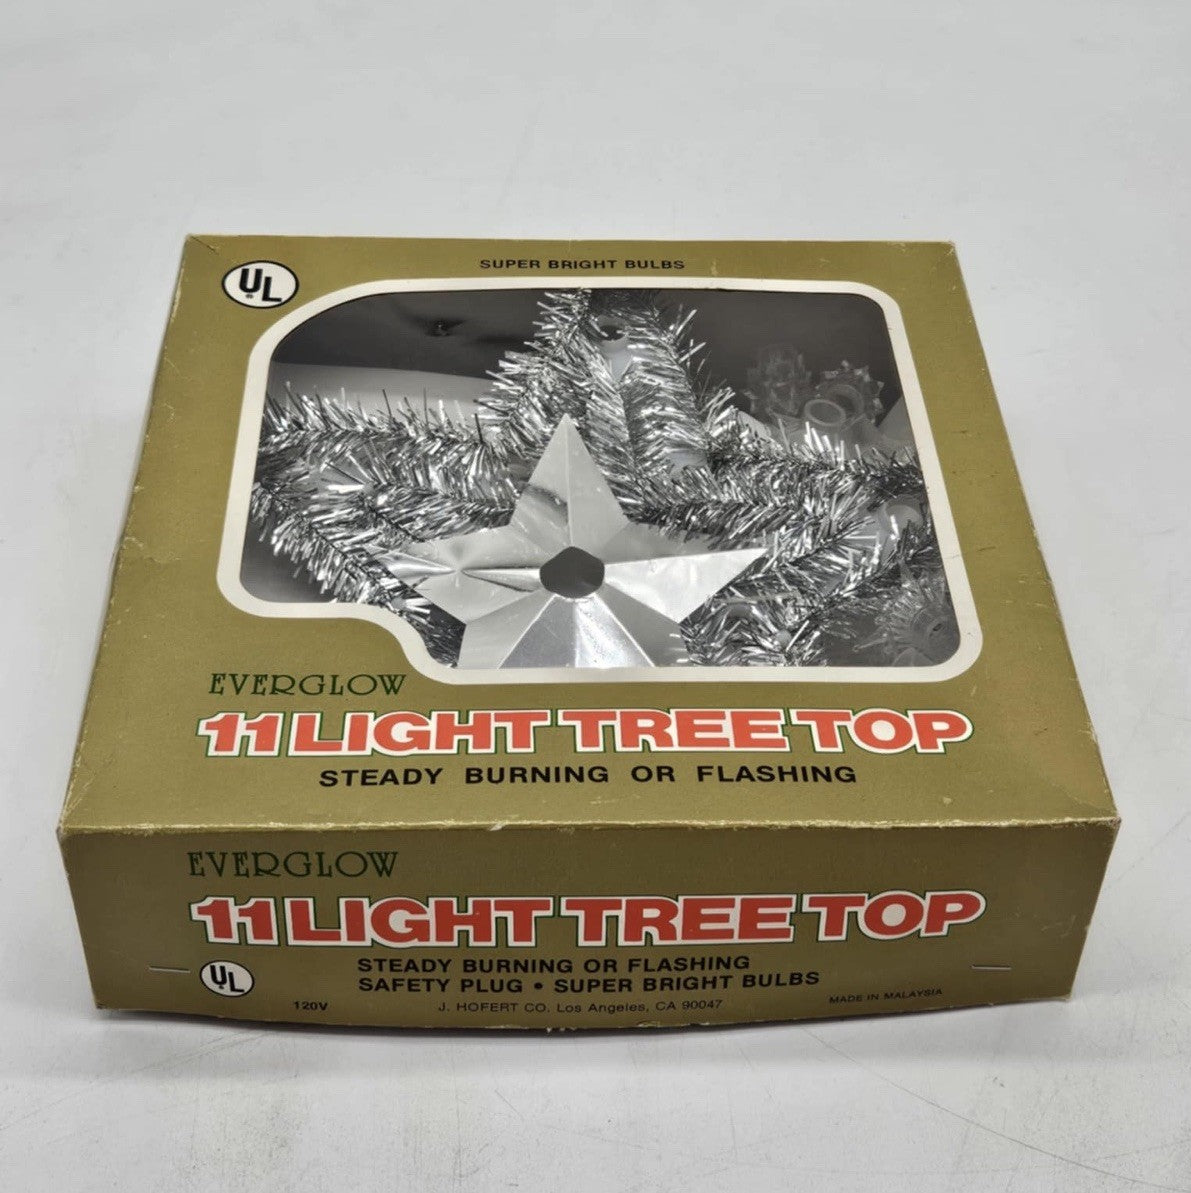 SUPER BRIGHT BULBS
UL
EVERGLOW
11 LIGHT TREE TOP
STEADY BURNING OR FLASHING
EVERGLOW
11 LIGHT TREE TOP
STEADY BURNING OR FLASHING
SAFETY PLUG • SUPER BRIGHT BULBS
UL
120V
J. HOFERT CO. Los Angeles, CA 90047
MADE IN MALAYSIA